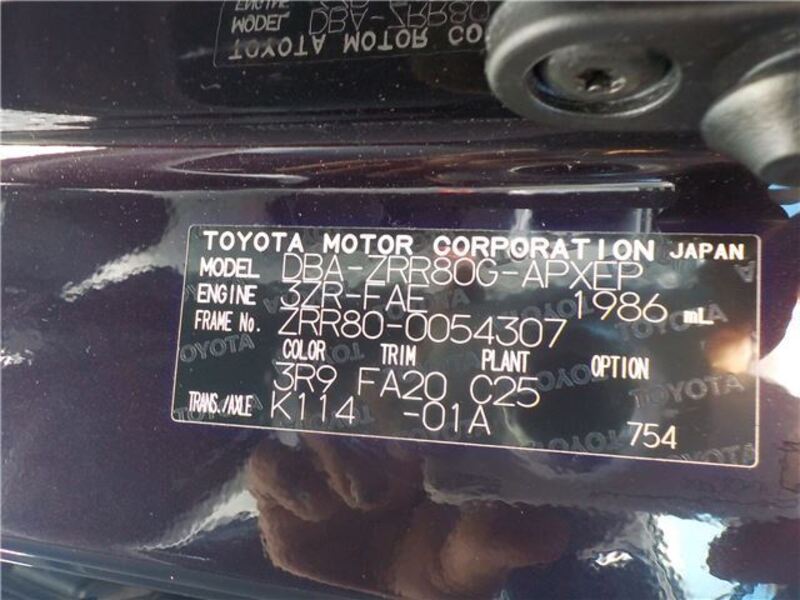 TOYOTA MOTOR CO
MODEL DBA-ZRR80
TOYOTA MOTOR CORPORATION JAPAN
MODEL DBA-ZRR80G-APXEP
ENGINE 3ZR-FAE 1986 mL
FRAME No. ZRR80-0054307
COLOR TRIM PLANT OPTION
3R9 FA20 C25
TRANS./AXLE K114 -01A
754